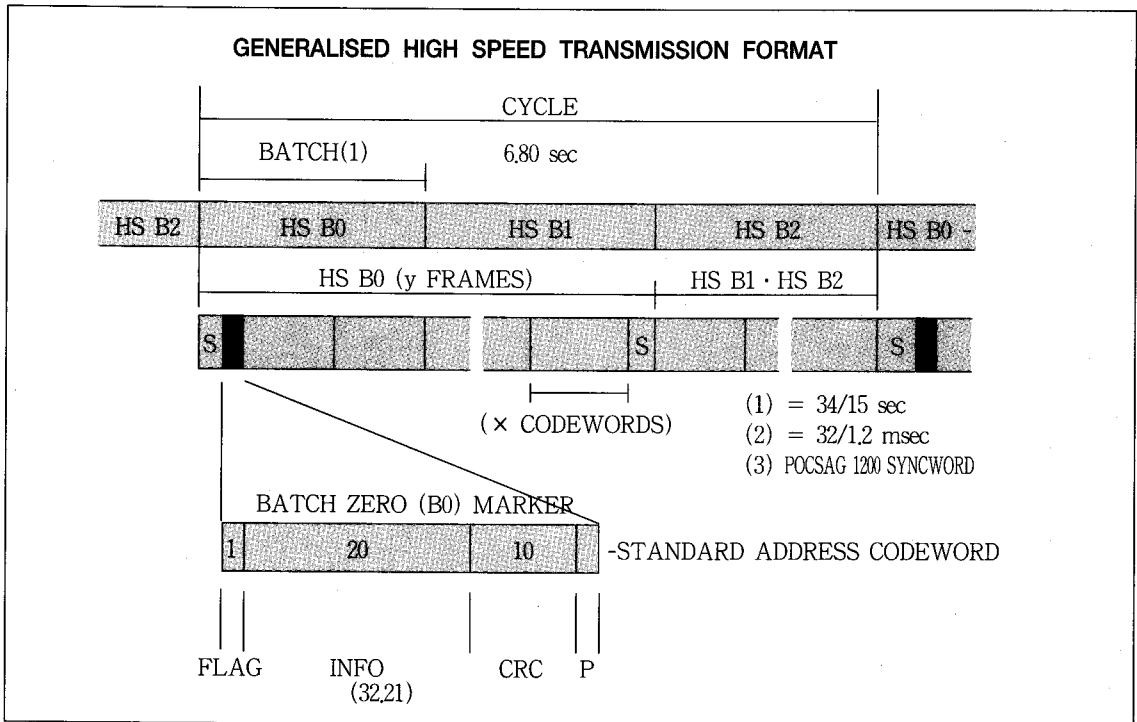 GENERALISED HIGH SPEED TRANSMISSION FORMAT
CYCLE
BATCH(1) 6.80 sec
HS B2 HS B0 HS B1 HS B2 HS B0 -
HS B0 (y FRAMES) HS B1 · HS B2
S S S
(× CODEWORDS)
(1) = 34/15 sec
(2) = 32/1.2 msec
(3) POCSAG 1200 SYNCWORD
BATCH ZERO (B0) MARKER
1 20 10 -STANDARD ADDRESS CODEWORD
FLAG INFO CRC P
(32,21)